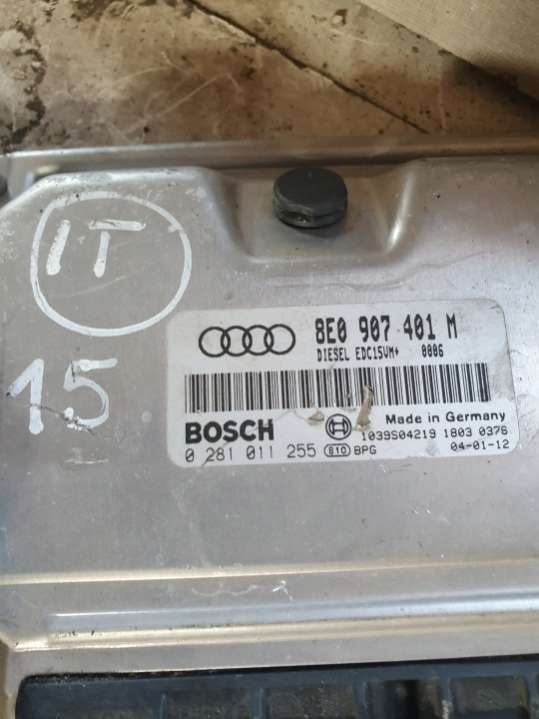 IT
15
8E0 907 401 M
DIESEL EDC15VM+ 0006
BOSCH
Made in Germany
1039S04219 1803 0376
0 281 011 255 810 BPG 04-01-12